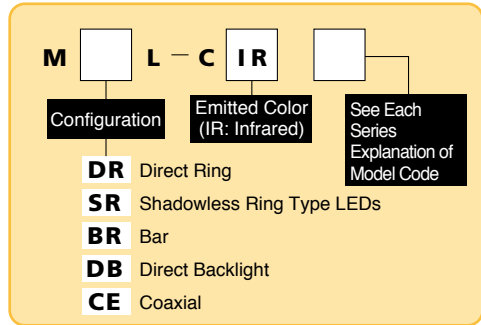 M L – C IR
Configuration
Emitted Color
(IR: Infrared)
See Each
Series
Explanation of
Model Code
DR Direct Ring
SR Shadowless Ring Type LEDs
BR Bar
DB Direct Backlight
CE Coaxial